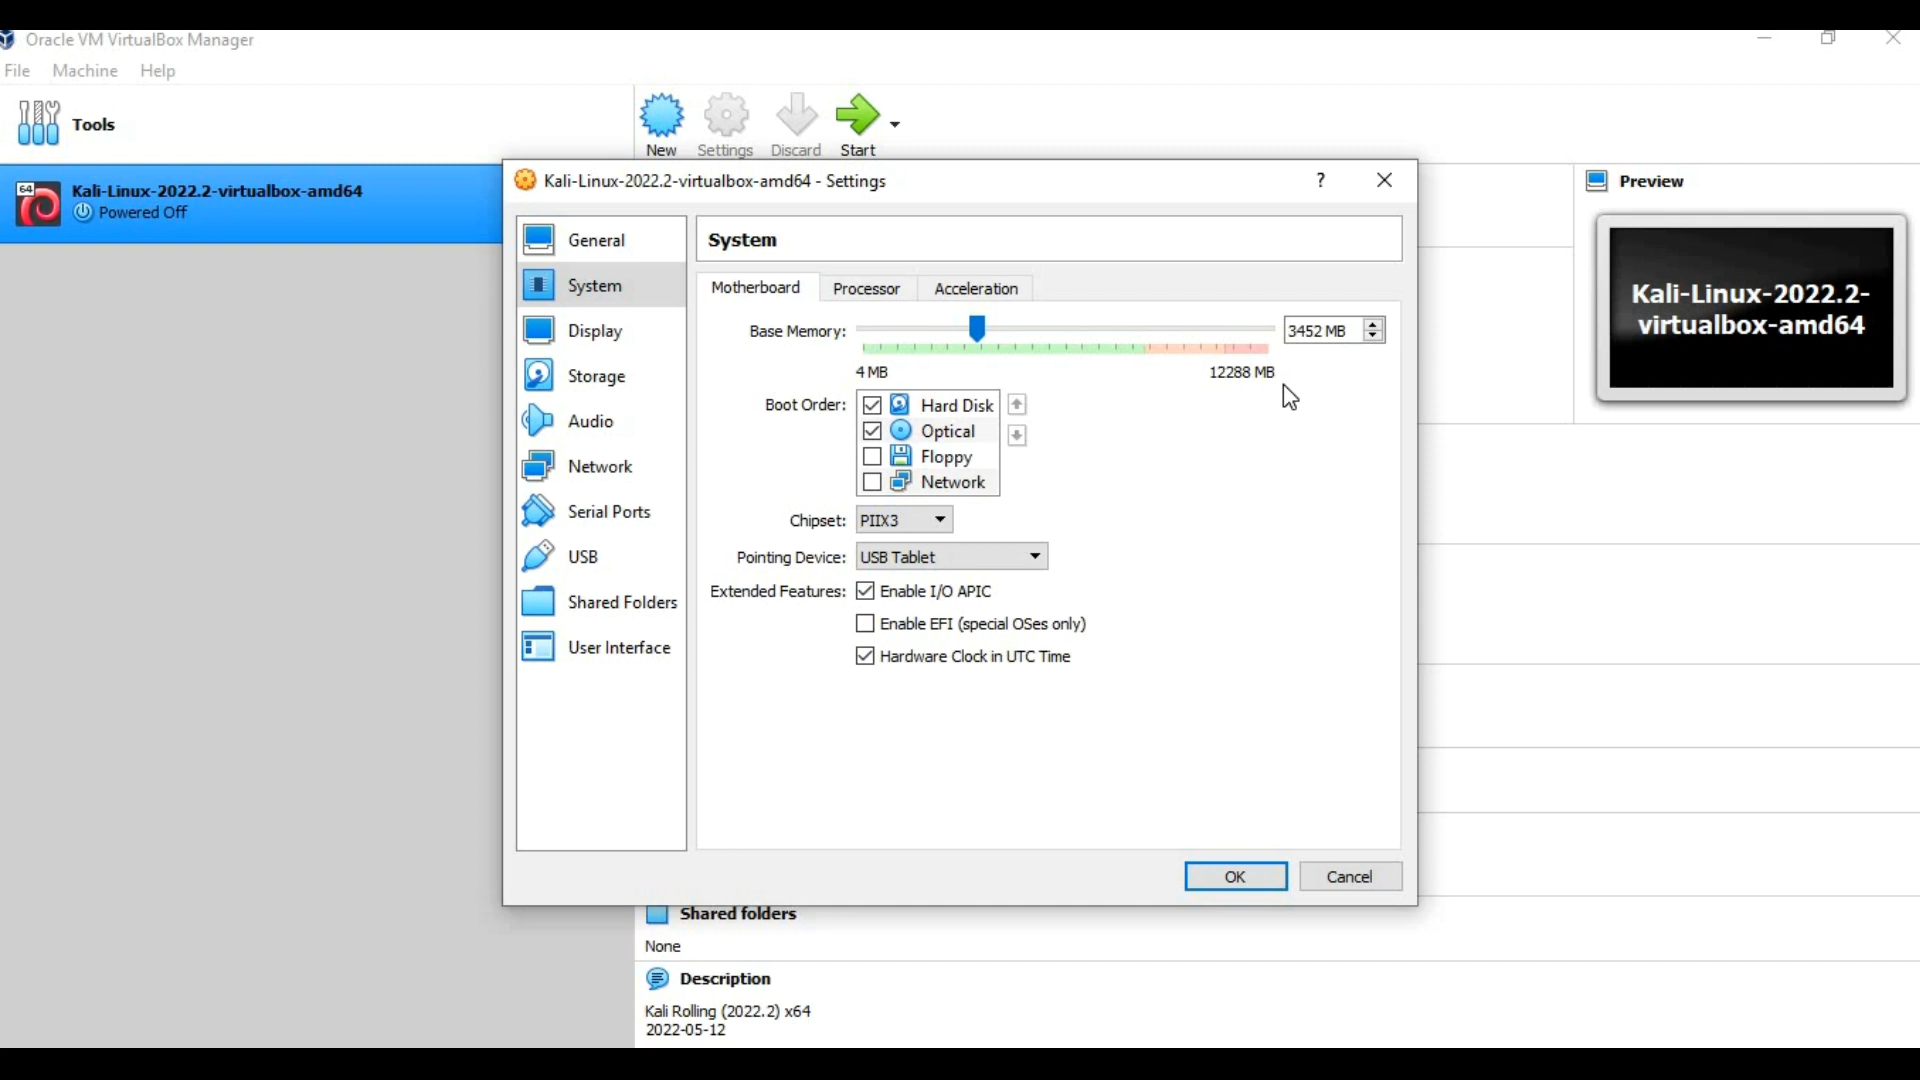 Oracle VM VirtualBox Manager
File Machine Help
Tools
New Settings Discard Start
64
Kali-Linux-2022.2-virtualbox-amd64
Powered Off
Kali-Linux-2022.2-virtualbox-amd64 - Settings
?
General
System
Display
Storage
Audio
Network
Serial Ports
USB
Shared Folders
User Interface
System
Motherboard Processor Acceleration
Base Memory: 3452 MB
4 MB 12288 MB
Boot Order: Hard Disk
Optical
Floppy
Network
Chipset: PIIX3
Pointing Device: USB Tablet
Extended Features: Enable I/O APIC
Enable EFI (special OSes only)
Hardware Clock in UTC Time
OK Cancel
Preview
Kali-Linux-2022.2-
virtualbox-amd64
Shared folders
None
Description
Kali Rolling (2022.2) x64
2022-05-12